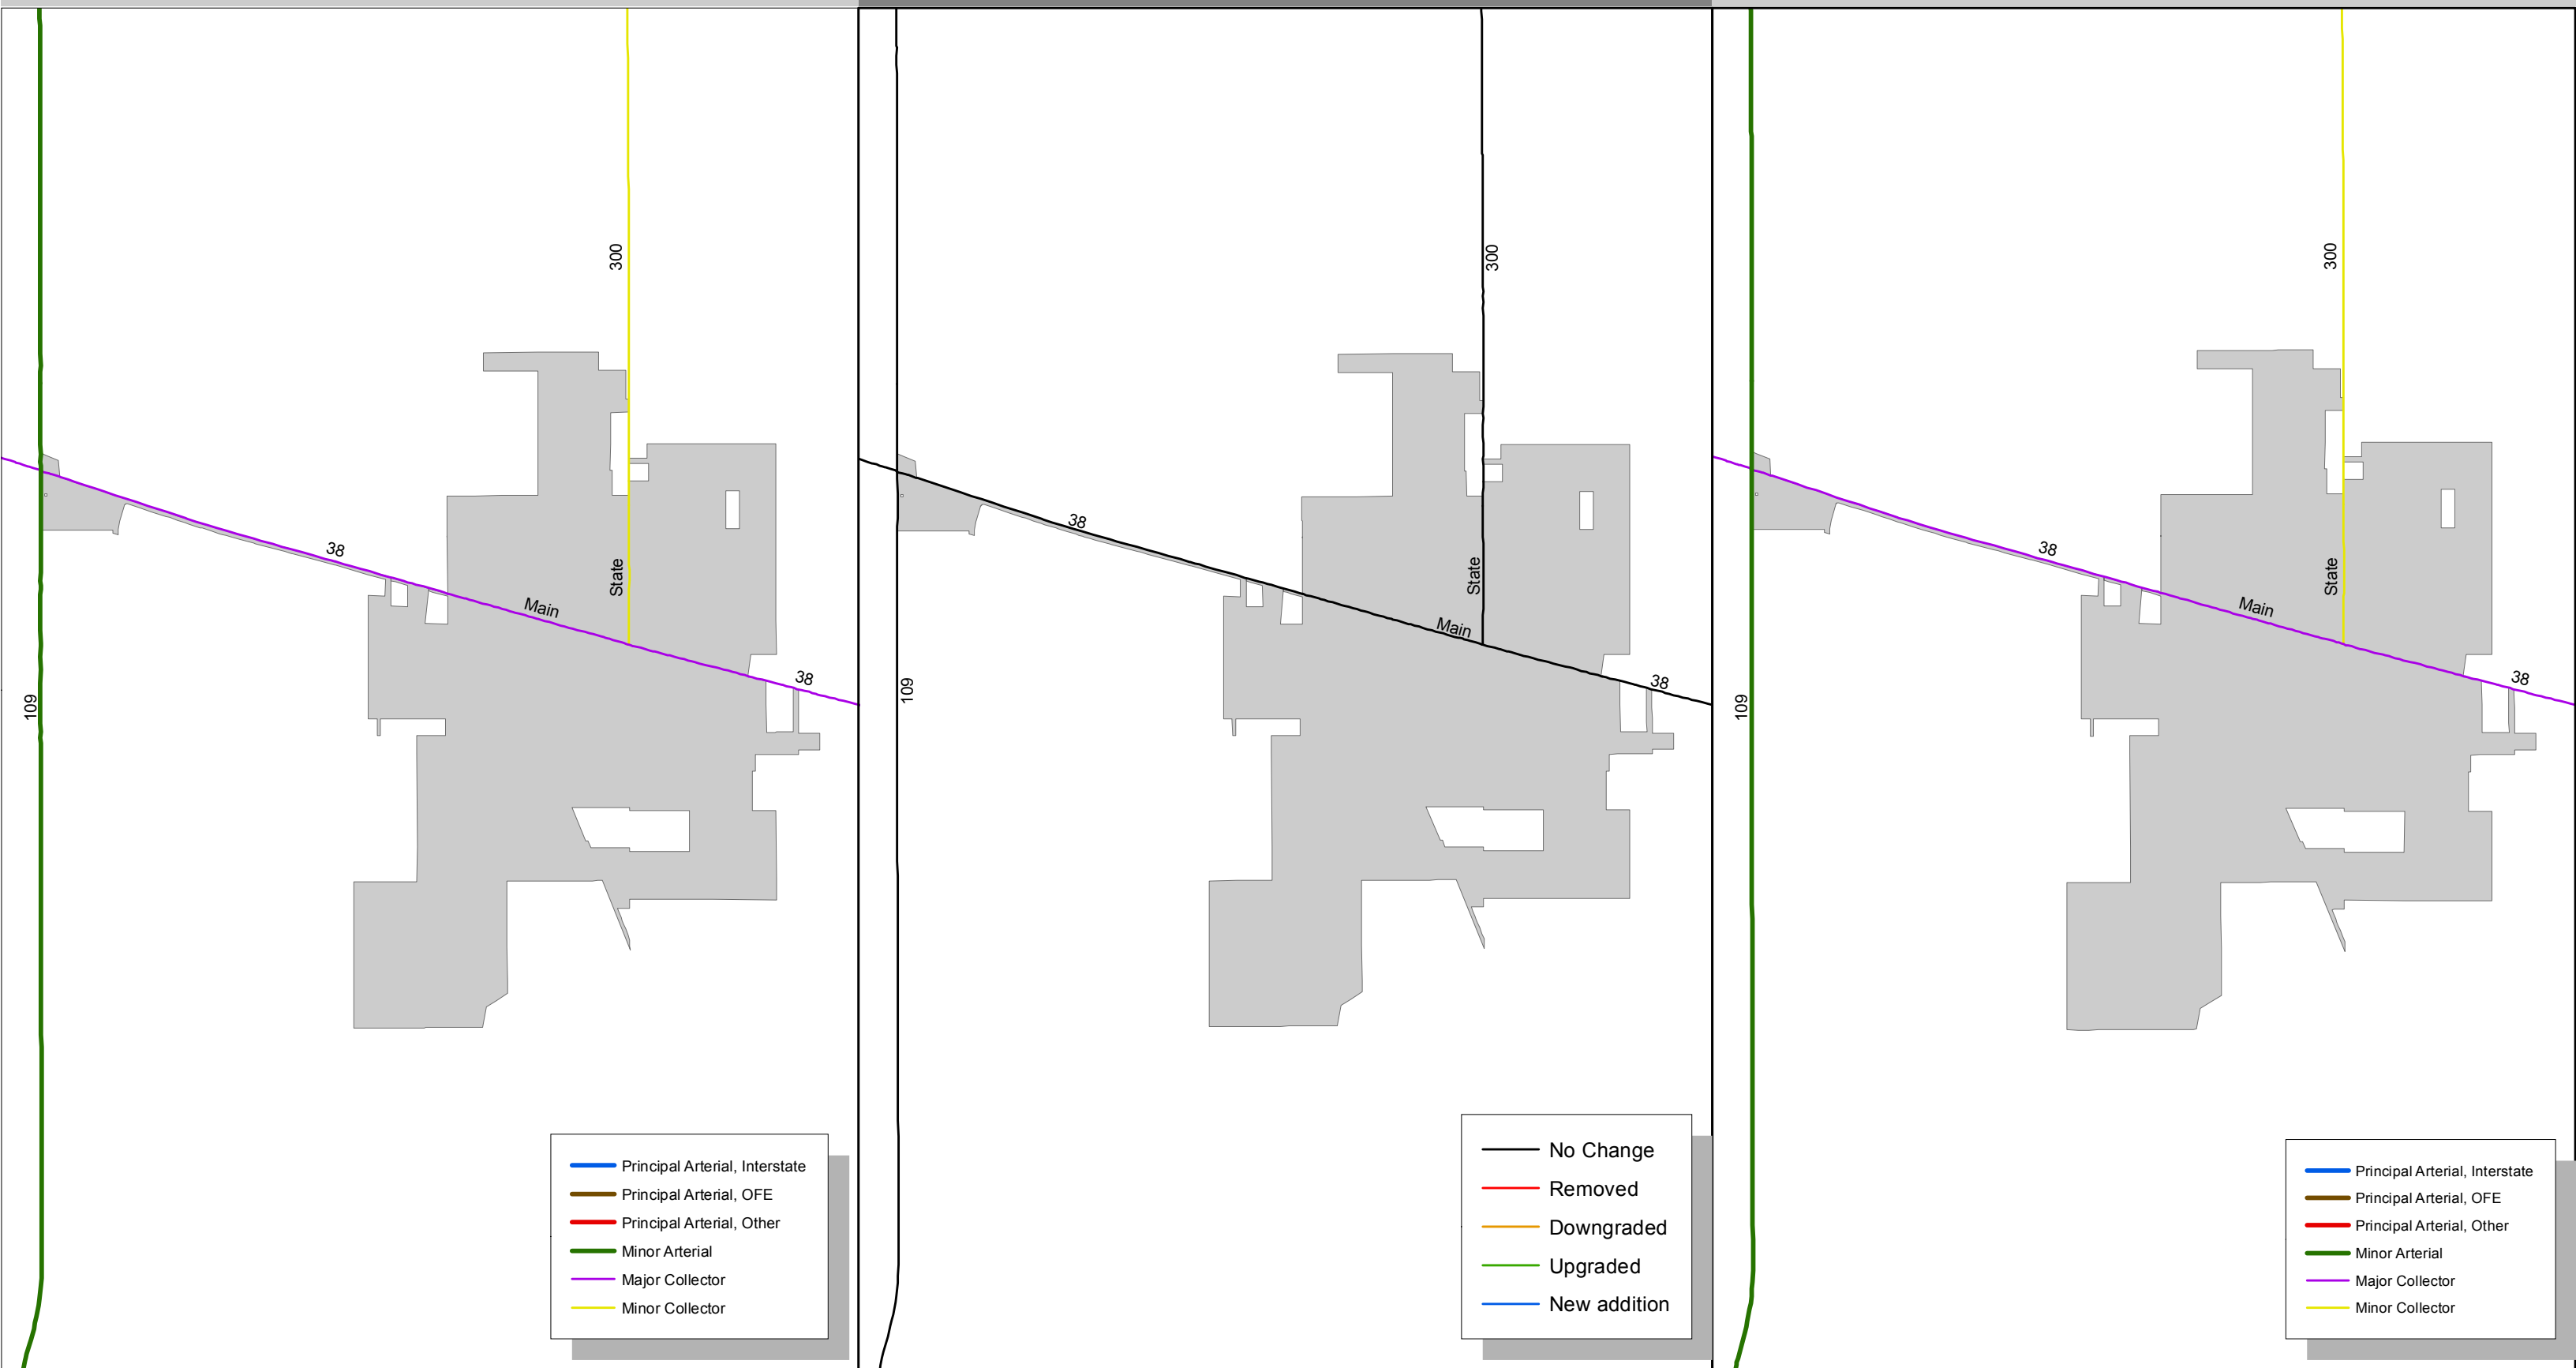 300
State
38
Main
38
109
Principal Arterial, Interstate
Principal Arterial, OFE
Principal Arterial, Other
Minor Arterial
Major Collector
Minor Collector
300
38
State
Main
38
109
No Change
Removed
Downgraded
Upgraded
New addition
300
38
State
Main
38
109
Principal Arterial, Interstate
Principal Arterial, OFE
Principal Arterial, Other
Minor Arterial
Major Collector
Minor Collector